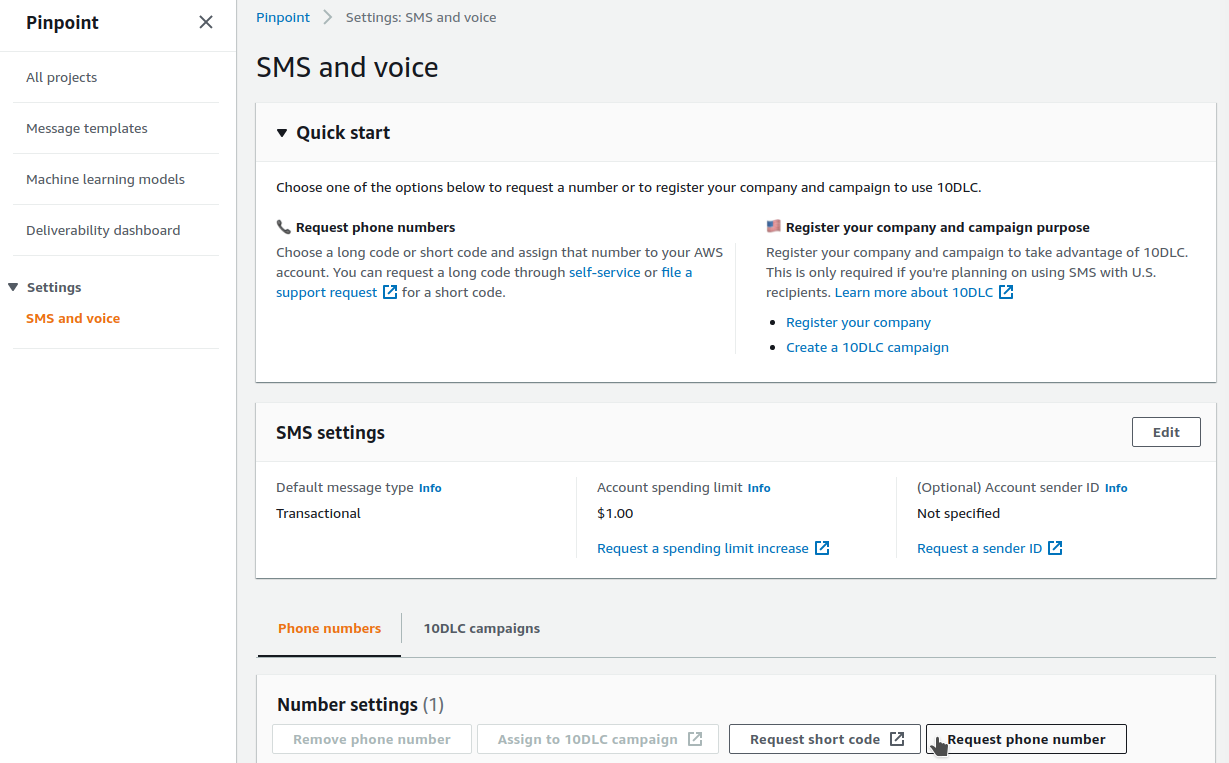 Pinpoint
All projects
Message templates
Machine learning models
Deliverability dashboard
Settings
SMS and voice
Pinpoint
Settings: SMS and voice
SMS and voice
Quick start
Choose one of the options below to request a number or to register your company and campaign to use 10DLC.
Request phone numbers
Choose a long code or short code and assign that number to your AWS
account. You can request a long code through self-service or file a
support request for a short code.
Register your company and campaign purpose
Register your company and campaign to take advantage of 10DLC.
This is only required if you're planning on using SMS with U.S.
recipients. Learn more about 10DLC
Register your company
Create a 10DLC campaign
SMS settings
Edit
Default message type Info
Transactional
Account spending limit Info
$1.00
Request a spending limit increase
(Optional) Account sender ID Info
Not specified
Request a sender ID
Phone numbers
10DLC campaigns
Number settings (1)
Remove phone number
Assign to 10DLC campaign
Request short code
Request phone number